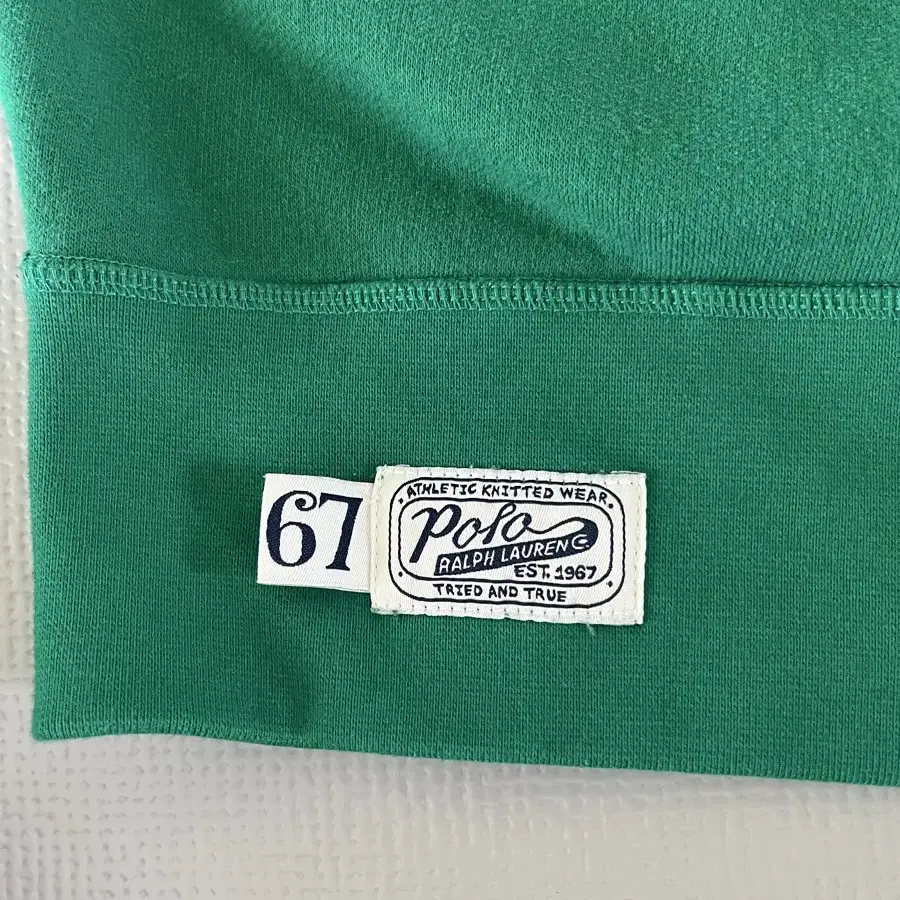 67
ATHLETIC KNITTED WEAR
Polo
RALPH LAUREN
EST. 1967
TRIED AND TRUE